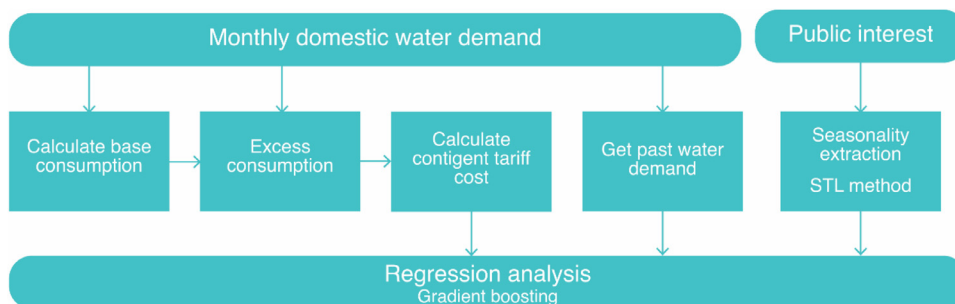 Monthly domestic water demand
Public interest
Calculate base
consumption
Excess
consumption
Calculate
contigent tariff
cost
Get past water
demand
Seasonality
extraction
STL method
Regression analysis
Gradient boosting